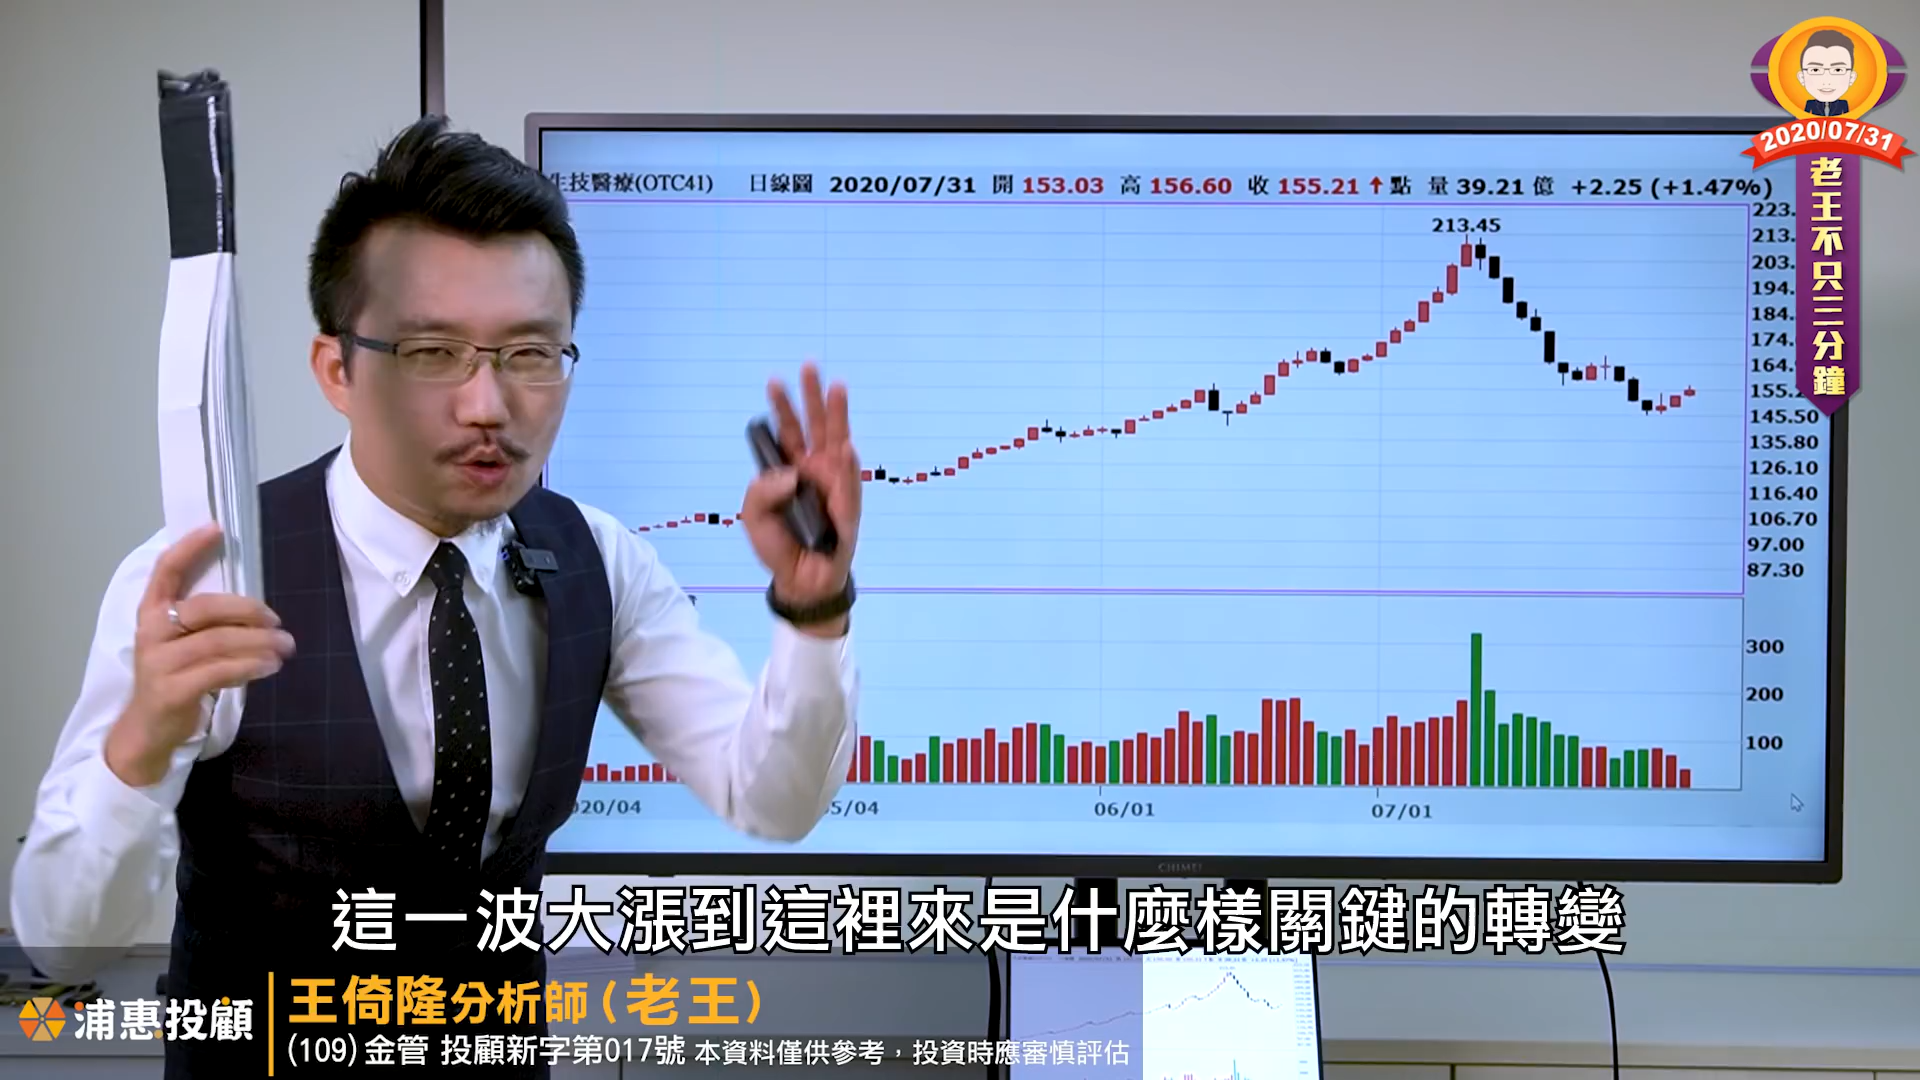 2020/07/31
老王不只三分鐘
生技醫療(OTC41) 日線圖 2020/07/31 開 153.03 高 156.60 收 155.21 ↑ 點 量 39.21 億 +2.25 (+1.47%)
213.45
223.
213.
203.
194.
184.
174.
164.
155.
145.50
135.80
126.10
116.40
106.70
97.00
87.30
300
200
100
020/04 05/04 06/01 07/01
CHIMEI
這一波大漲到這裡來是什麼樣關鍵的轉變
浦惠投顧
王倚隆分析師(老王)
(109) 金管 投顧新字第017號 本資料僅供參考，投資時應審慎評估